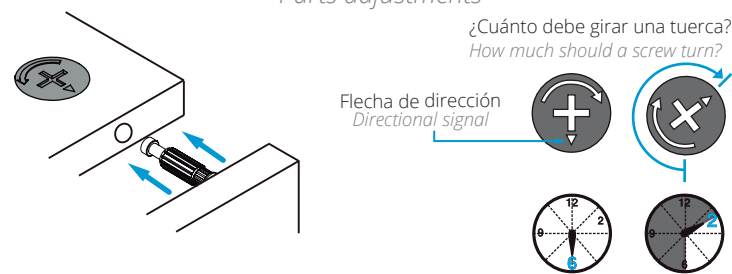 Parts adjustments
¿Cuánto debe girar una tuerca?
How much should a screw turn?
Flecha de dirección
Directional signal
12
2
9
6
12
2
9
6